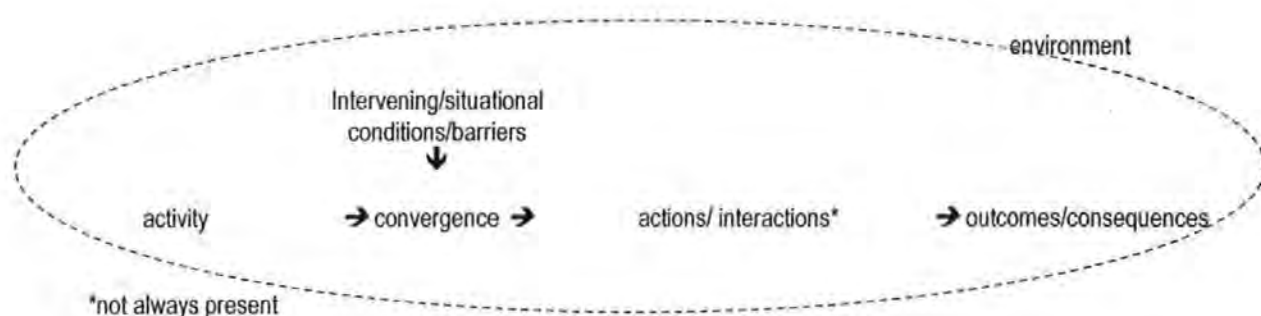 environment
Intervening/situational
conditions/barriers
activity → convergence → actions/ interactions* → outcomes/consequences
*not always present